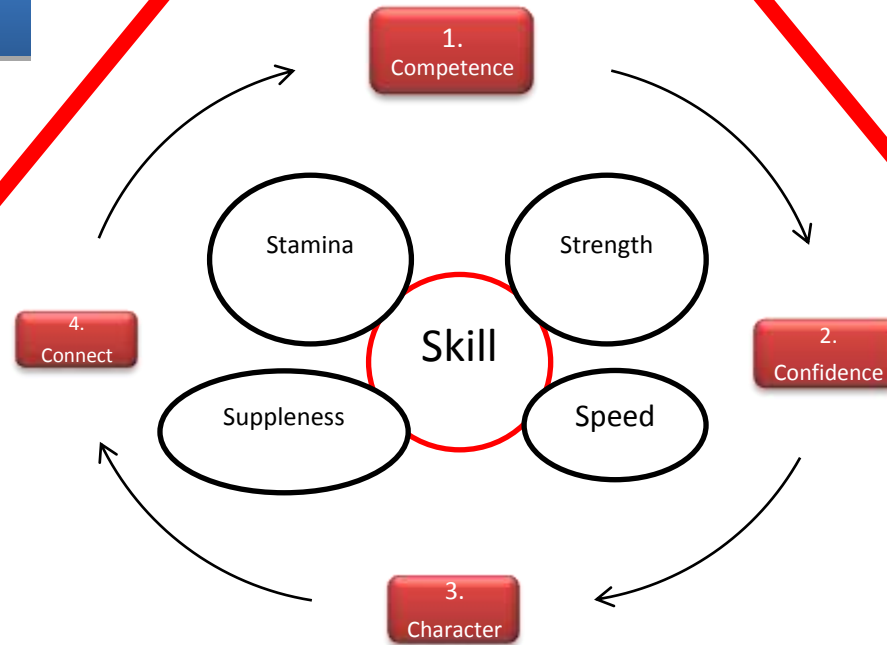 1.
Competence
Stamina
Strength
4.
Connect
Skill
2.
Confidence
Suppleness
Speed
3.
Character